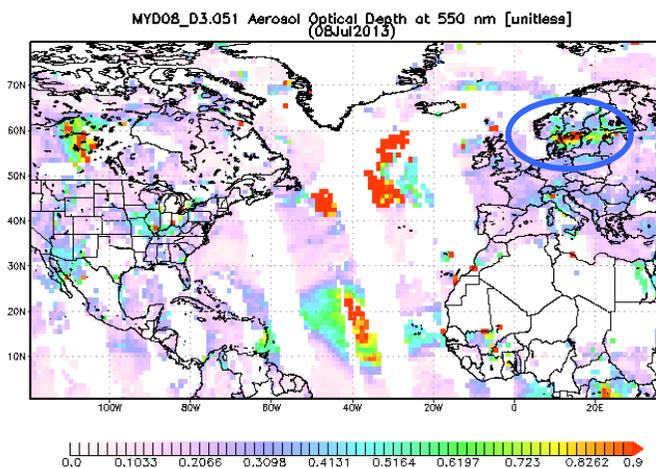 MYD08_D3.051 Aerosol Optical Depth at 550 nm [unitless]
(08Jul2013)
70N
60N
50N
40N
30N
20N
10N
100W 80W 60W 40W 20W 0 20E
0.0 0.1033 0.2066 0.3098 0.4131 0.5164 0.6197 0.723 0.8262 0.9